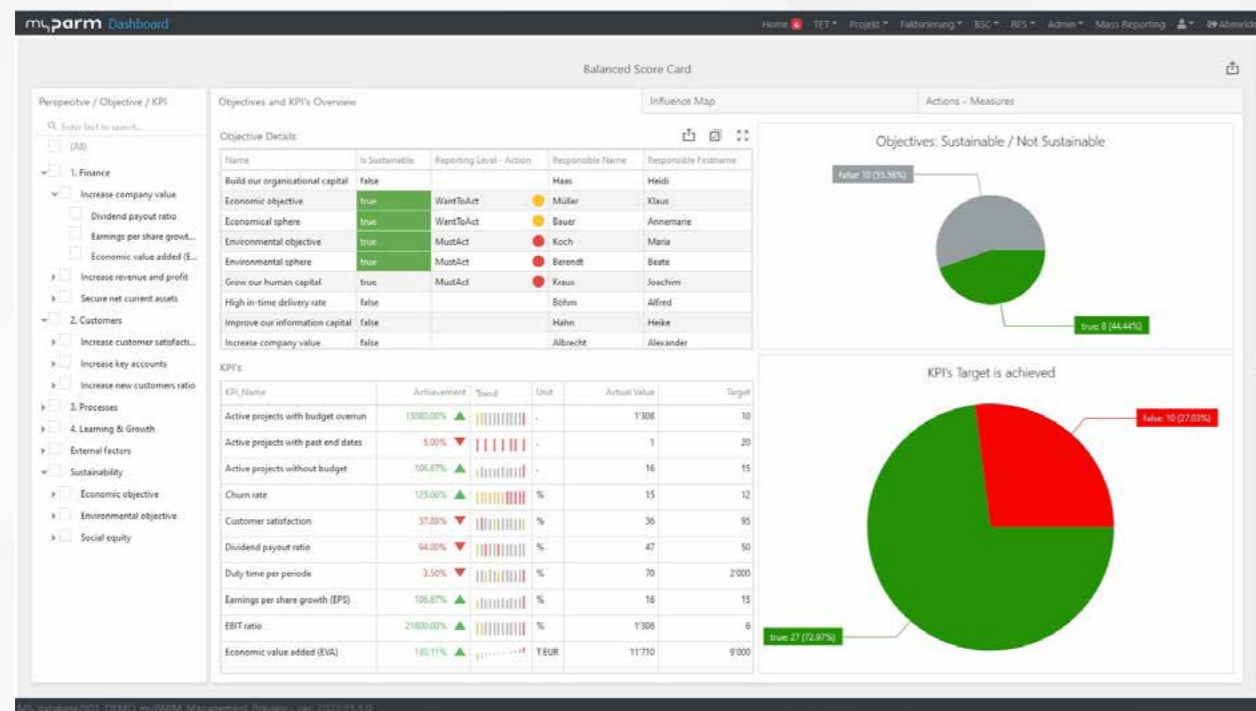 myparm Dashboard
Home 6 TET Projekt Fakturierung BSC RFS Admin Mass Reporting Abmelde
Balanced Score Card
Perspective / Objective / KPI
Enter text to search...
(All)
1. Finance
Increase company value
Dividend payout ratio
Earnings per share growt...
Economic value added (E...
Increase revenue and profit
Secure net current assets
2. Customers
Increase customer satisfacti...
Increase key accounts
Increase new customers ratio
3. Processes
4. Learning & Growth
External factors
Sustainability
Economic objective
Environmental objective
Social equity
Objectives and KPI's Overview Influence Map Actions - Measures
Objective Details
Name Is Sustainable Reporting Level - Action Responsible Name Responsible Firstname
Build our organisational capital false Haas Heidi
Economic objective true WantToAct Müller Klaus
Economical sphere true WantToAct Bauer Annemarie
Environmental objective true MustAct Koch Maria
Environmental sphere true MustAct Berendt Beate
Grow our human capital true MustAct Kraus Joachim
High in-time delivery rate false Böhm Alfred
Improve our information capital false Hahn Heike
Increase company value false Albrecht Alexander
KPI's
KPI_Name Achievement Trend Unit Actual Value Target
Active projects with budget overrun 13080.00% - 1'308 10
Active projects with past end dates 5.00% - 1 20
Active projects without budget 106.67% - 16 15
Churn rate 125.00% % 15 12
Customer satisfaction 37.89% % 36 95
Dividend payout ratio 94.00% % 47 50
Duty time per periode 3.50% % 70 2'000
Earnings per share growth (EPS) 106.67% % 16 15
EBIT ratio 21800.00% % 1'308 6
Economic value added (EVA) 130.11% T EUR 11'710 9'000
Objectives: Sustainable / Not Sustainable
false: 10 (55.56%)
true: 8 (44.44%)
KPI's Target is achieved
false: 10 (27.03%)
true: 27 (72.97%)